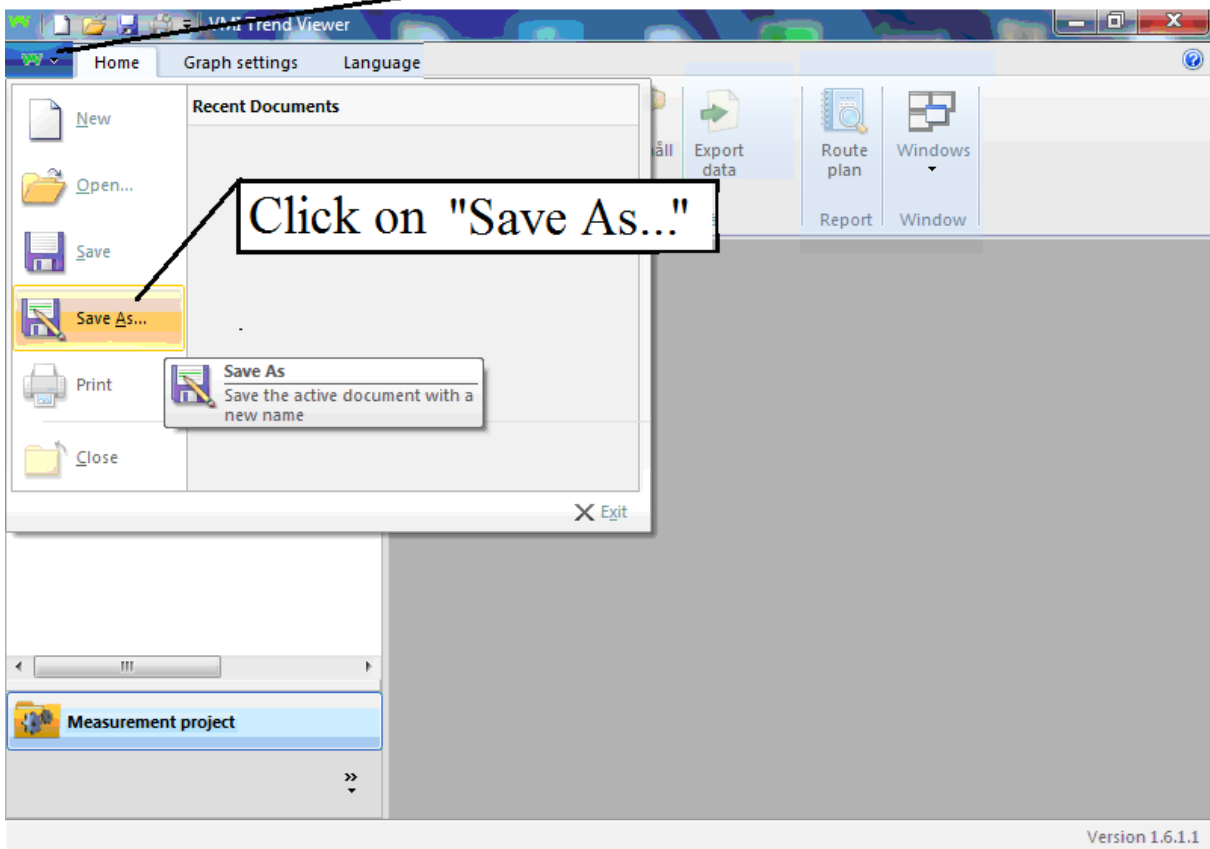 VMI Trend Viewer
Home Graph settings Language
New
Recent Documents
Open...
Save
Save As...
Print
Close
Exit
Click on "Save As..."
Save As
Save the active document with a
new name
åll
Export
data
Route
plan
Windows
Report
Window
Measurement project
Version 1.6.1.1